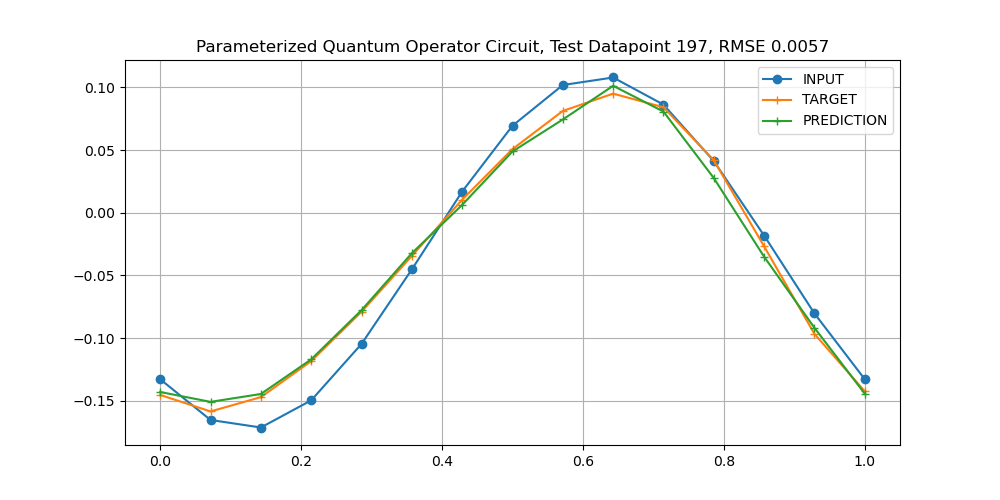 Parameterized Quantum Operator Circuit, Test Datapoint 197, RMSE 0.0057
INPUT
TARGET
PREDICTION
0.10
0.05
0.00
−0.05
−0.10
−0.15
0.0 0.2 0.4 0.6 0.8 1.0